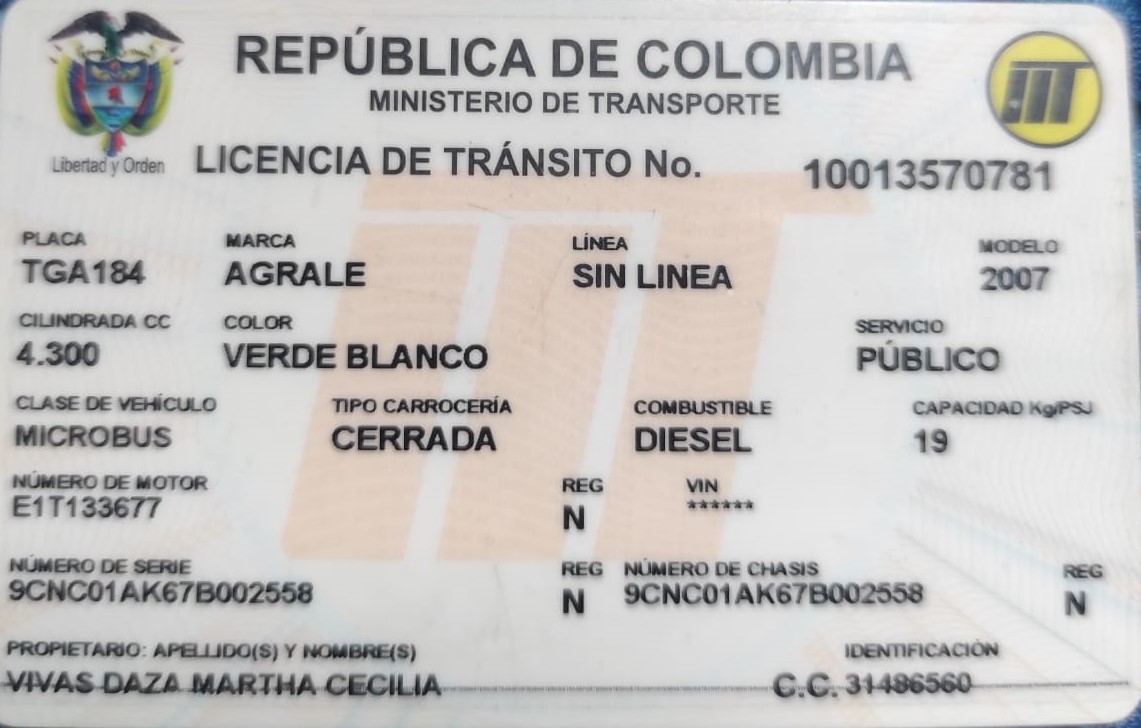 REPÚBLICA DE COLOMBIA
MINISTERIO DE TRANSPORTE
Libertad y Orden
LICENCIA DE TRÁNSITO No. 10013570781
PLACA MARCA LÍNEA MODELO
TGA184 AGRALE SIN LINEA 2007
CILINDRADA CC COLOR SERVICIO
4.300 VERDE BLANCO PÚBLICO
CLASE DE VEHÍCULO TIPO CARROCERÍA COMBUSTIBLE CAPACIDAD Kg/PSJ
MICROBUS CERRADA DIESEL 19
NÚMERO DE MOTOR REG VIN
E1T133677 N ******
NÚMERO DE SERIE REG NÚMERO DE CHASIS REG
9CNC01AK67B002558 N 9CNC01AK67B002558 N
PROPIETARIO: APELLIDO(S) Y NOMBRE(S) IDENTIFICACIÓN
VIVAS DAZA MARTHA CECILIA C.C. 31486560